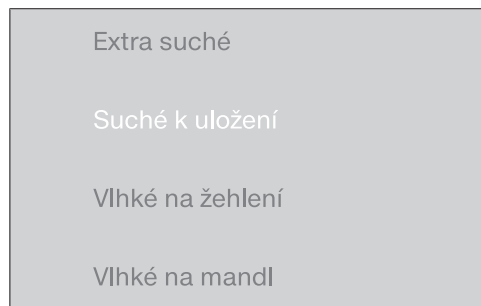 Extra suché
Suché k uložení
Vlhké na žehlení
Vlhké na mandl